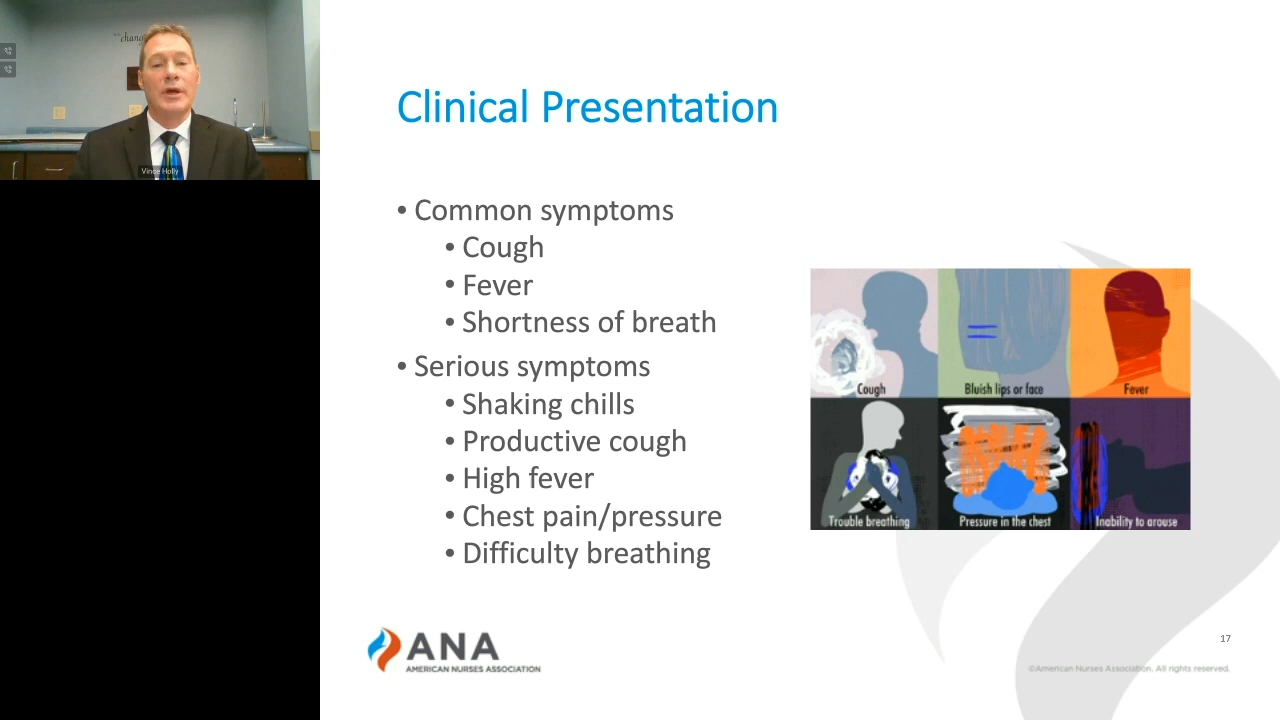 change
Vince Holly
Clinical Presentation
• Common symptoms
• Cough
• Fever
• Shortness of breath
• Serious symptoms
• Shaking chills
• Productive cough
• High fever
• Chest pain/pressure
• Difficulty breathing
Cough
Bluish lips or face
Fever
Trouble breathing
Pressure in the chest
Inability to arouse
ANA
AMERICAN NURSES ASSOCIATION
17
©American Nurses Association. All rights reserved.